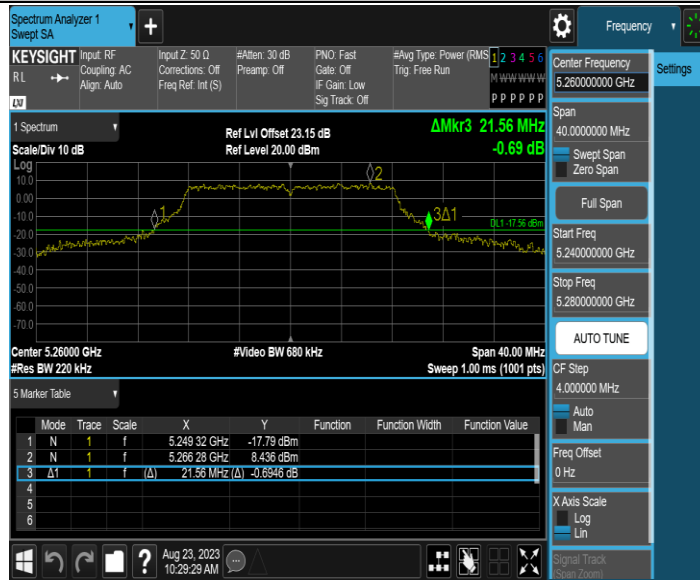 Spectrum Analyzer 1
Swept SA
+
Frequency
KEYSIGHT
RL
LXI
Input: RF
Coupling: AC
Align: Auto
Input Z: 50 Ω
Corrections: Off
Freq Ref: Int (S)
#Atten: 30 dB
Preamp: Off
PNO: Fast
Gate: Off
IF Gain: Low
Sig Track: Off
#Avg Type: Power (RMS
Trig: Free Run
1 2 3 4 5 6
M W W W W W
P P P P P P
1 Spectrum
Scale/Div 10 dB
Ref Lvl Offset 23.15 dB
Ref Level 20.00 dBm
ΔMkr3 21.56 MHz
-0.69 dB
Log
10.0
0.00
-10.0
-20.0
-30.0
-40.0
-50.0
-60.0
-70.0
1
2
3Δ1
DL1 -17.56 dBm
Center 5.26000 GHz
#Res BW 220 kHz
#Video BW 680 kHz
Span 40.00 MHz
Sweep 1.00 ms (1001 pts)
5 Marker Table
Mode Trace Scale X Y Function Function Width Function Value
1 N 1 f 5.249 32 GHz -17.79 dBm
2 N 1 f 5.266 28 GHz 8.436 dBm
3 Δ1 1 f (Δ) 21.56 MHz (Δ) -0.6946 dB
4
5
6
?
Aug 23, 2023
10:29:29 AM
Center Frequency
5.260000000 GHz
Span
40.0000000 MHz
Swept Span
Zero Span
Full Span
Start Freq
5.240000000 GHz
Stop Freq
5.280000000 GHz
AUTO TUNE
CF Step
4.000000 MHz
Auto
Man
Freq Offset
0 Hz
X Axis Scale
Log
Lin
Signal Track
(Span Zoom)
Settings